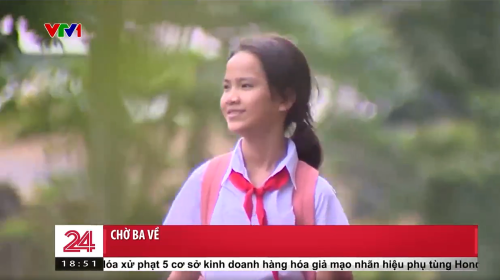 VTV1
CHỜ BA VỀ
24
18:51
Hóa xử phạt 5 cơ sở kinh doanh hàng hóa giả mạo nhãn hiệu phụ tùng Hond